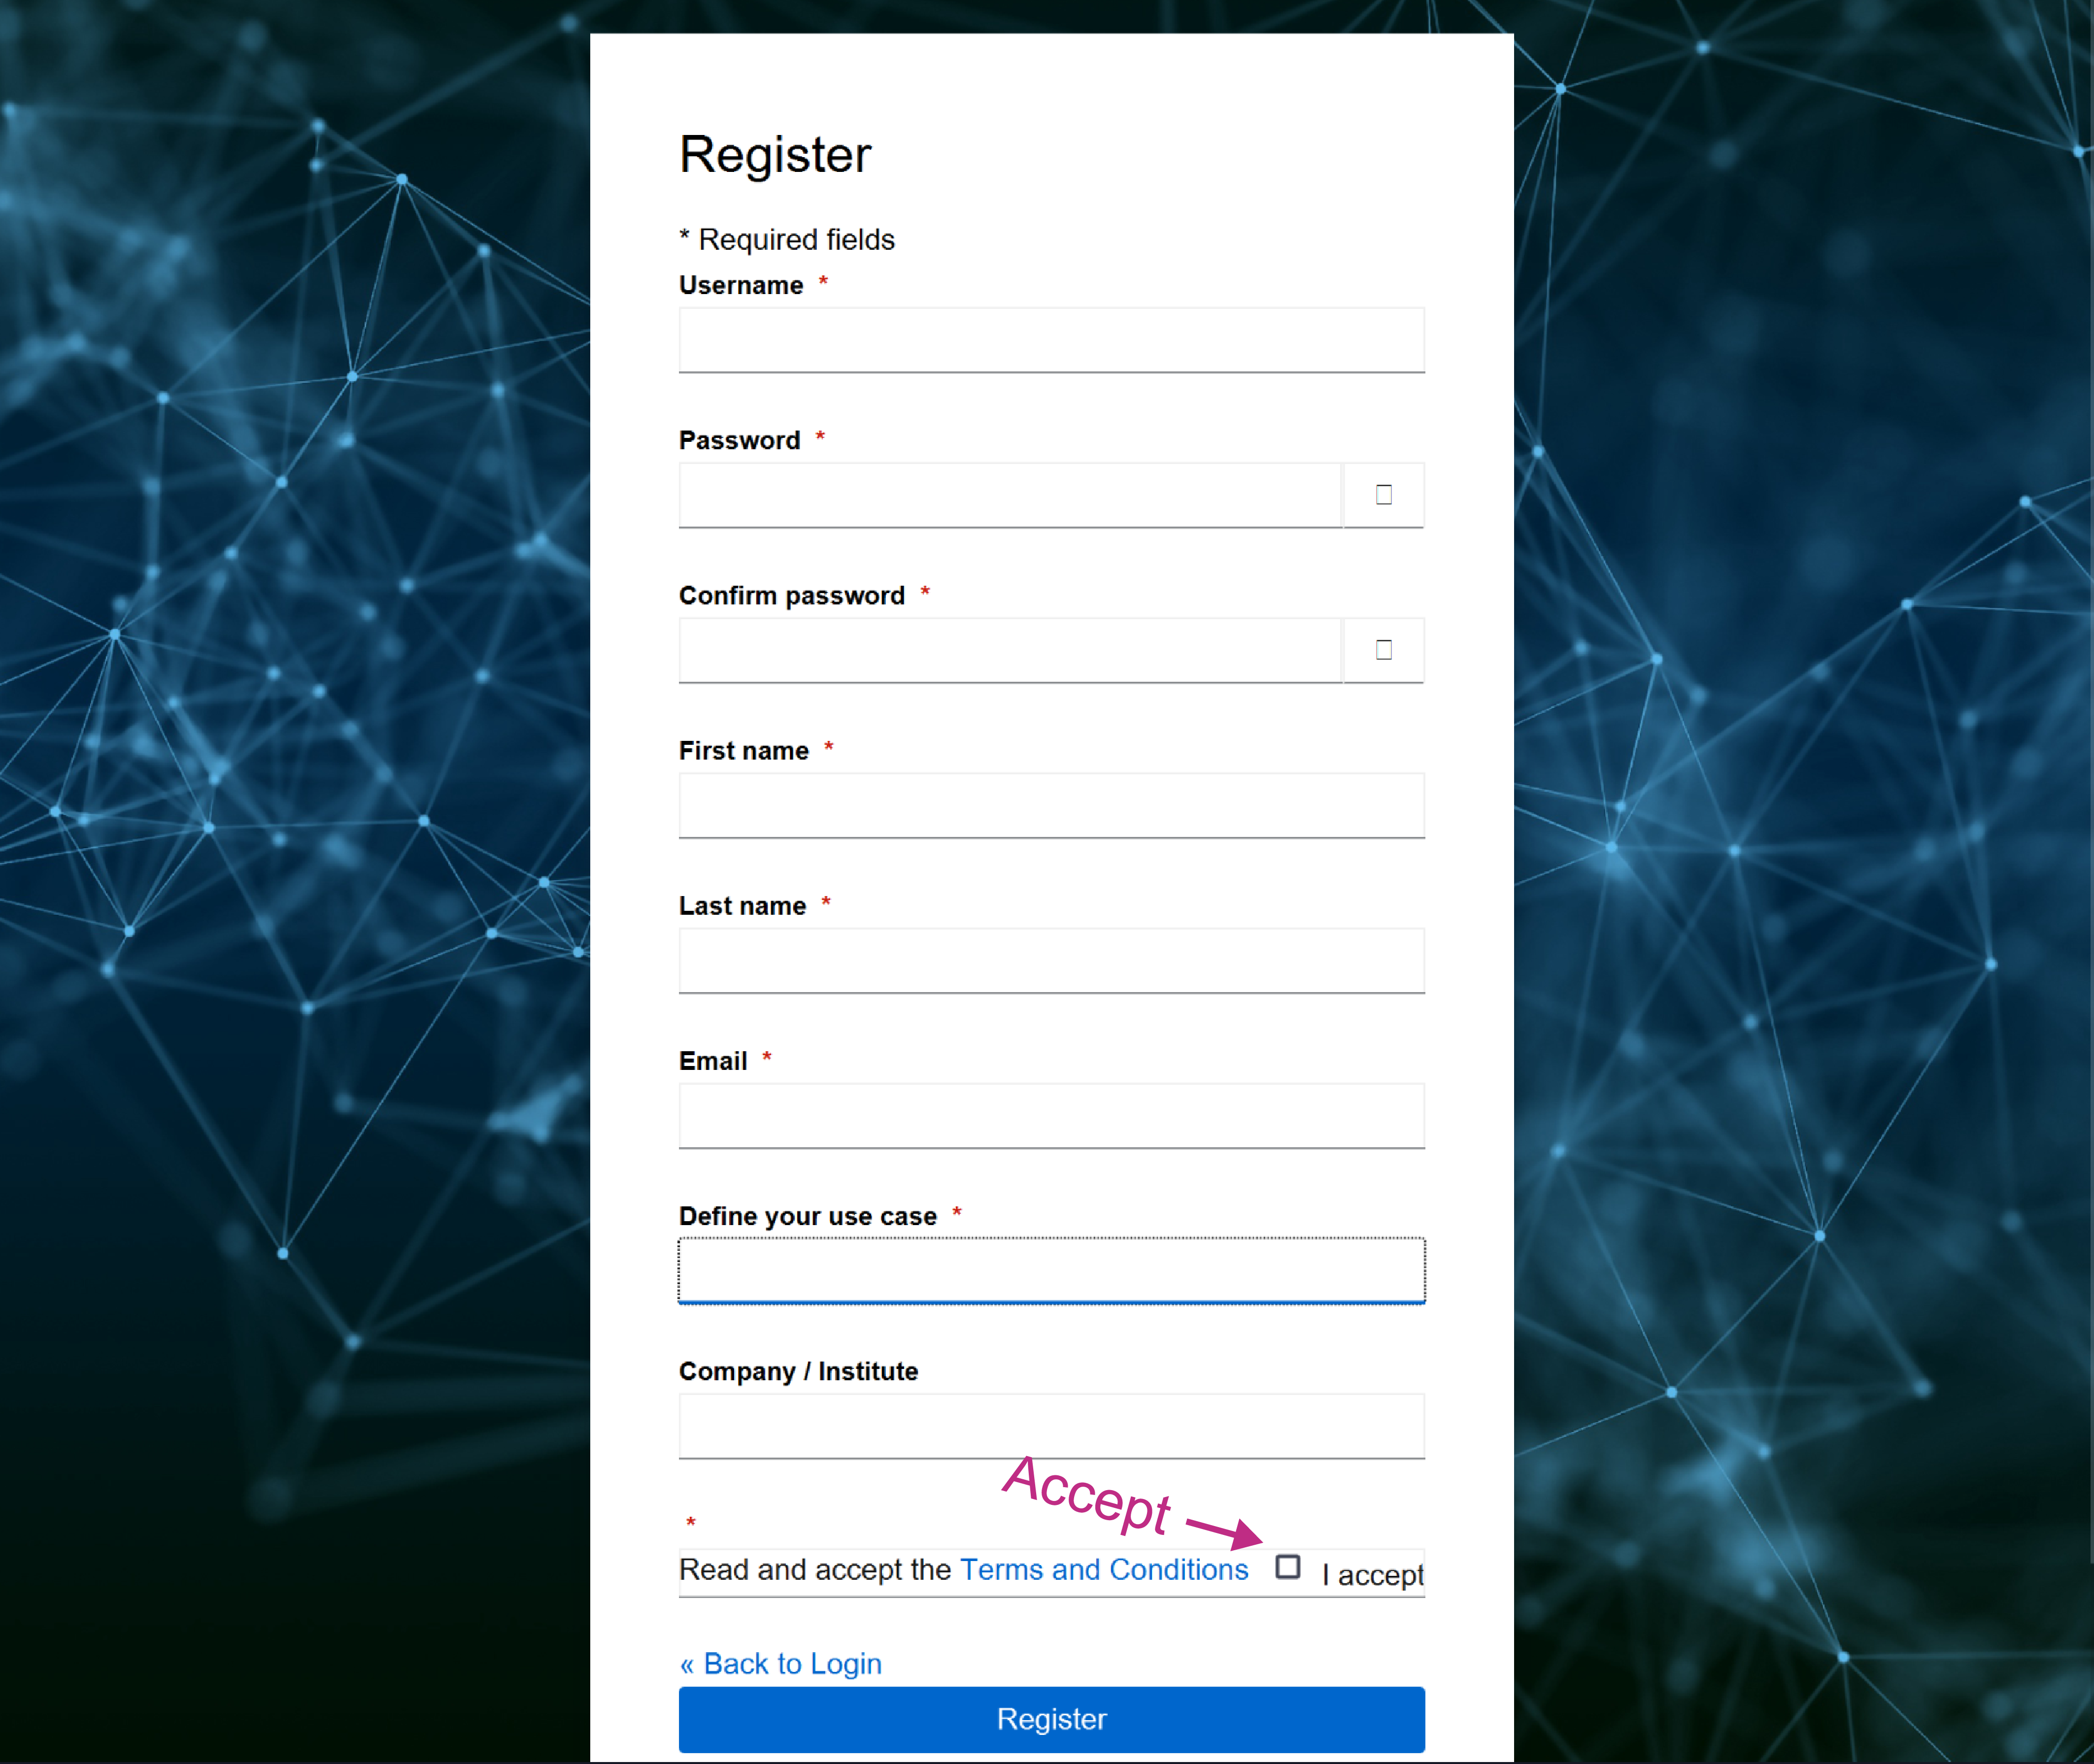 Register
* Required fields
Username *
Password *
Confirm password *
First name *
Last name *
Email *
Define your use case *
Company / Institute
Accept
*
Read and accept the Terms and Conditions I accept
« Back to Login
Register